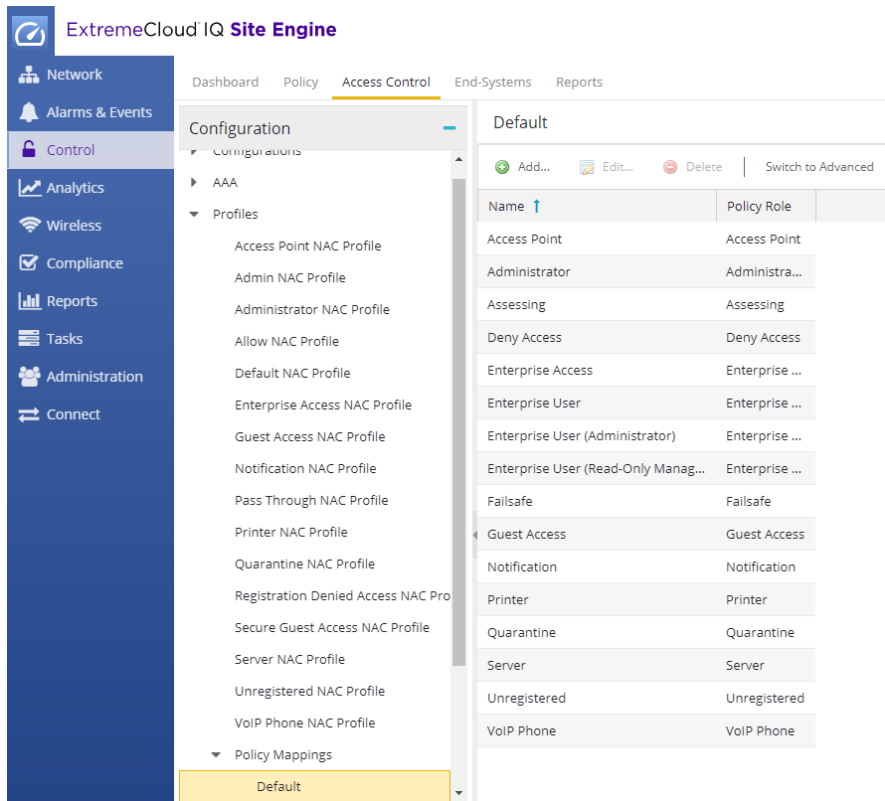 ExtremeCloud IQ Site Engine
Network
Alarms & Events
Control
Analytics
Wireless
Compliance
Reports
Tasks
Administration
Connect
Dashboard Policy Access Control End-Systems Reports
Configuration
Configurations
AAA
Profiles
Access Point NAC Profile
Admin NAC Profile
Administrator NAC Profile
Allow NAC Profile
Default NAC Profile
Enterprise Access NAC Profile
Guest Access NAC Profile
Notification NAC Profile
Pass Through NAC Profile
Printer NAC Profile
Quarantine NAC Profile
Registration Denied Access NAC Pro
Secure Guest Access NAC Profile
Server NAC Profile
Unregistered NAC Profile
VoIP Phone NAC Profile
Policy Mappings
Default
Default
Add... Edit... Delete Switch to Advanced
Name Policy Role
Access Point Access Point
Administrator Administra...
Assessing Assessing
Deny Access Deny Access
Enterprise Access Enterprise ...
Enterprise User Enterprise ...
Enterprise User (Administrator) Enterprise ...
Enterprise User (Read-Only Manag... Enterprise ...
Failsafe Failsafe
Guest Access Guest Access
Notification Notification
Printer Printer
Quarantine Quarantine
Server Server
Unregistered Unregistered
VoIP Phone VoIP Phone